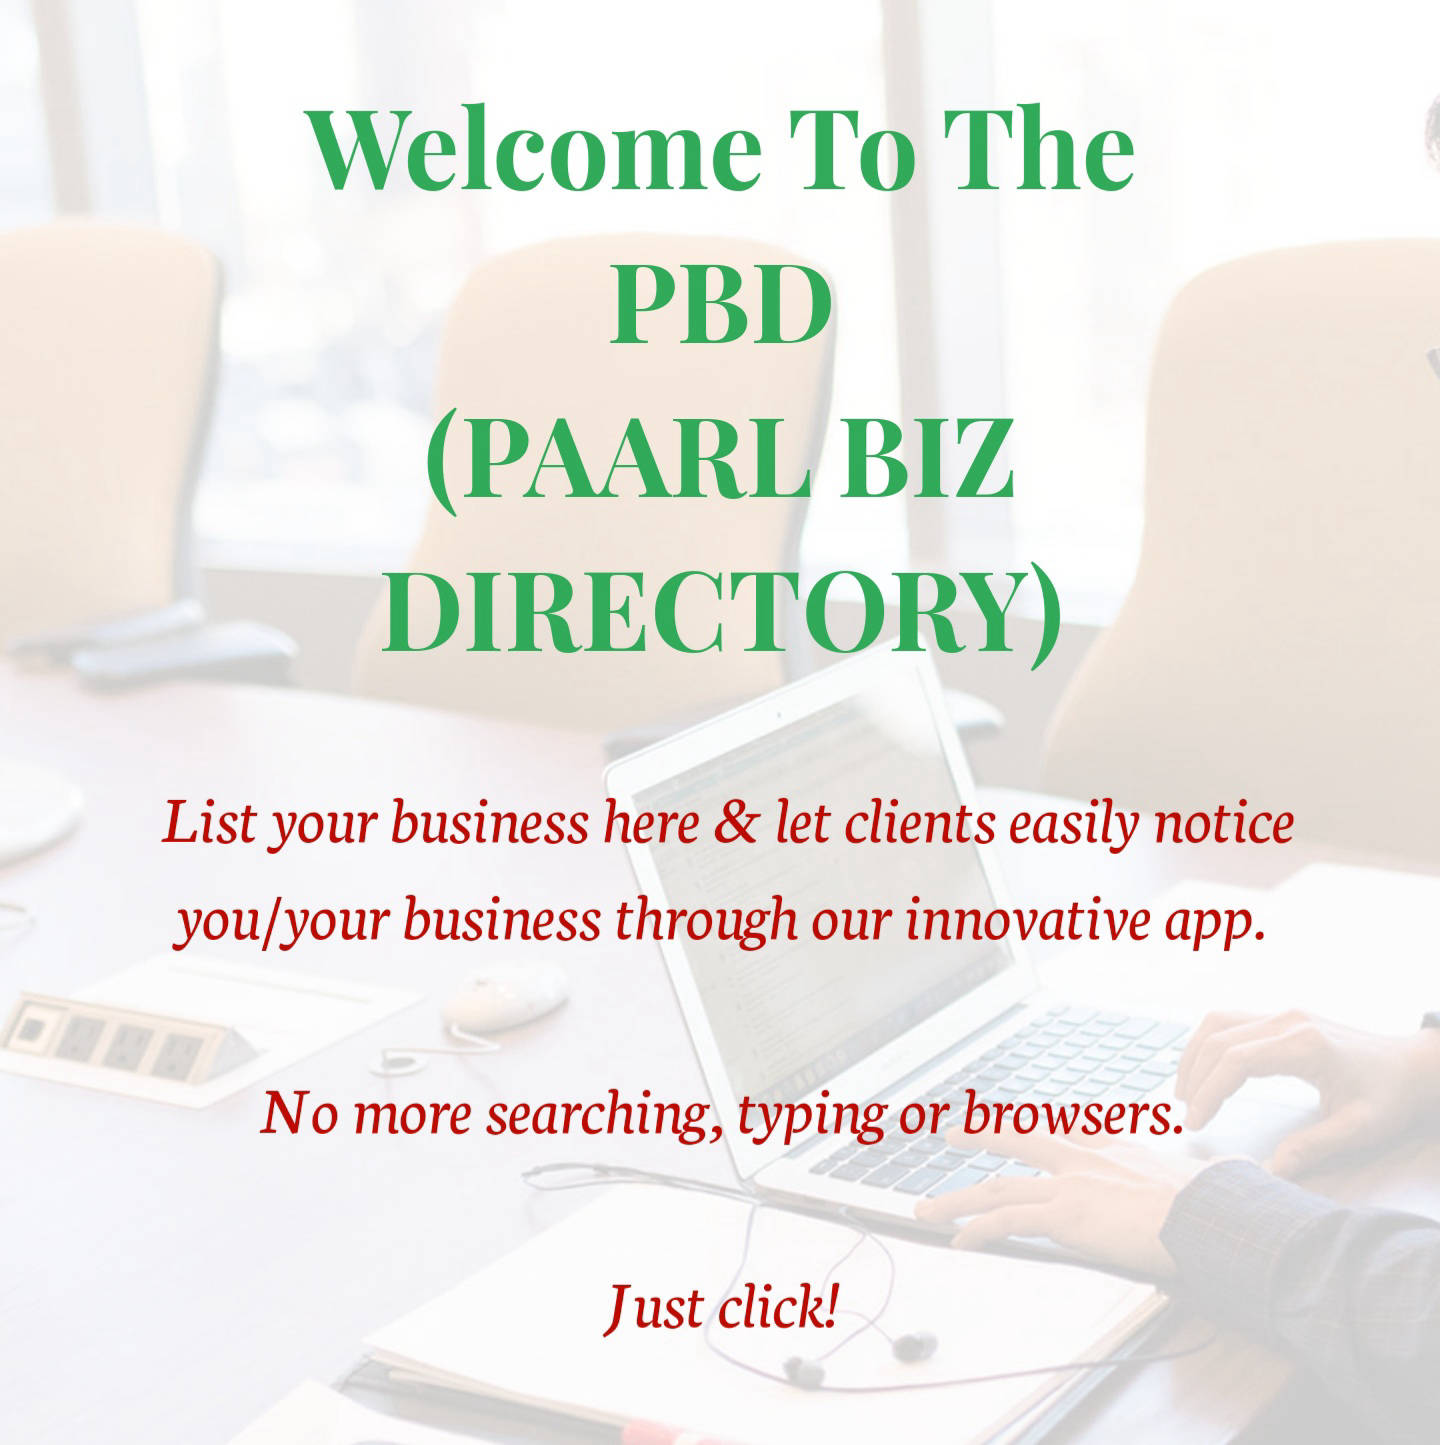 Welcome To The
PBD
(PAARL BIZ
DIRECTORY)
List your business here & let clients easily notice
you/your business through our innovative app.
No more searching, typing or browsers.
Just click!